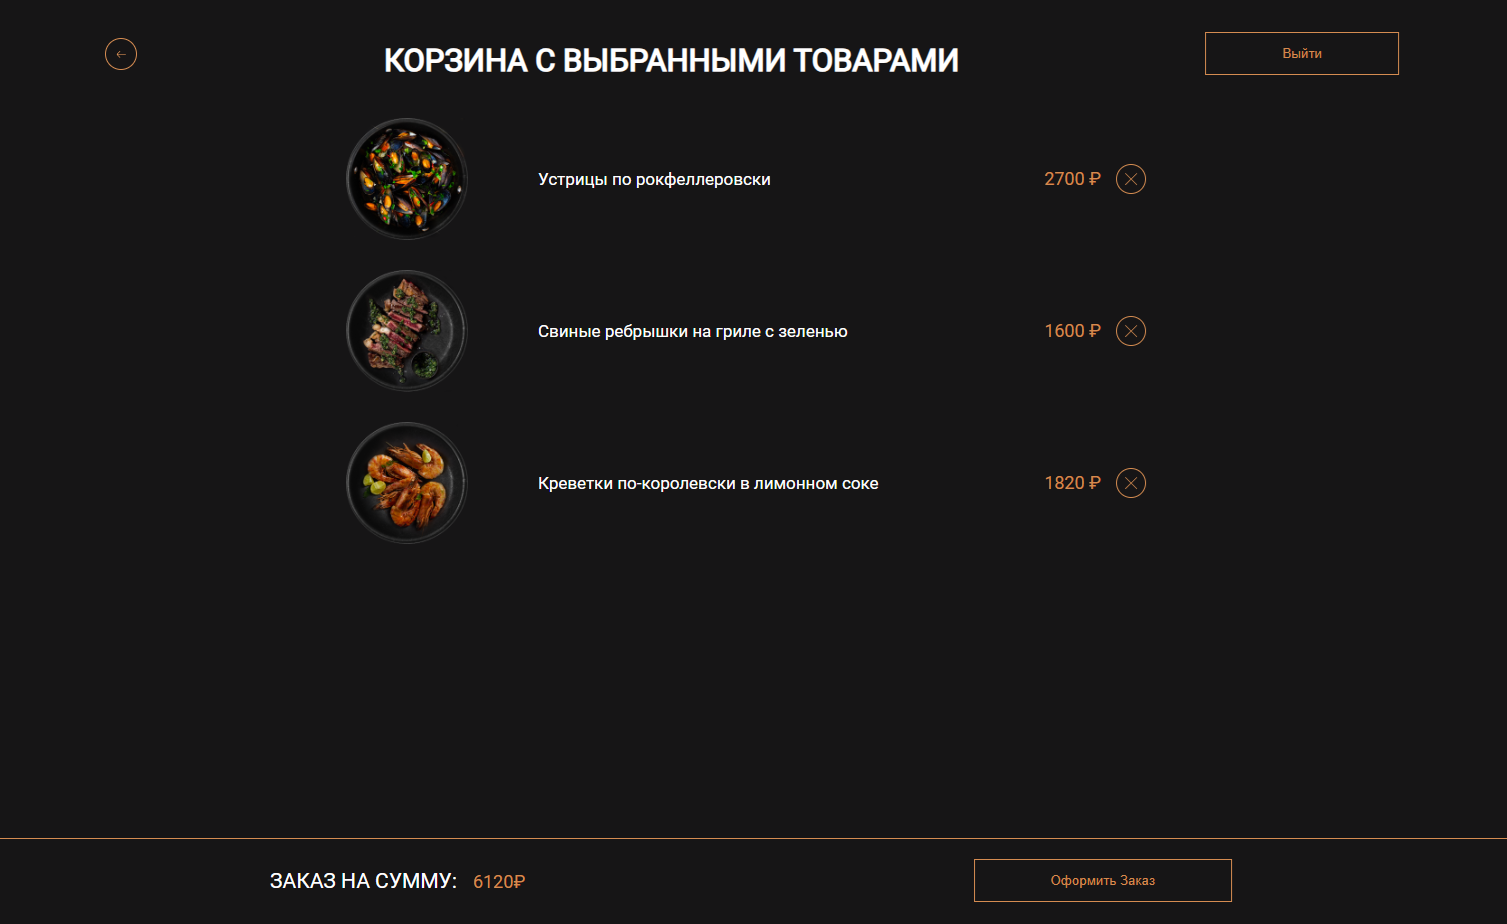 КОРЗИНА С ВЫБРАННЫМИ ТОВАРАМИ
Выйти
Устрицы по рокфеллеровски
2700 ₽
Свиные ребрышки на гриле с зеленью
1600 ₽
Креветки по-королевски в лимонном соке
1820 ₽
ЗАКАЗ НА СУММУ: 6120₽
Оформить Заказ